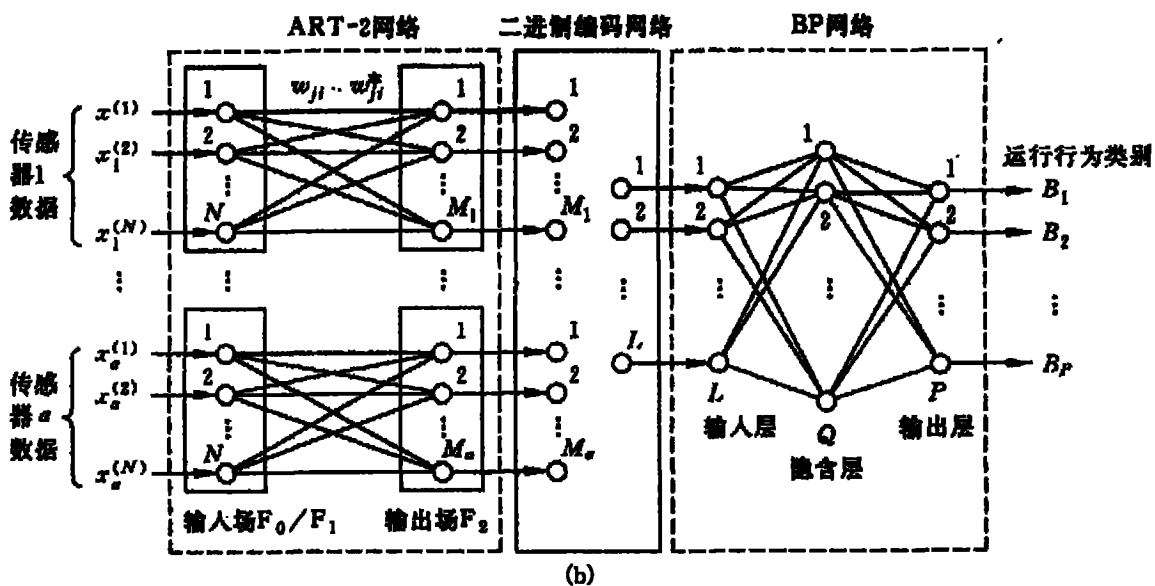 ART-2网络 二进制编码网络 BP网络
1 w_{ji} ·· w^*_{ji} 1 1
x^{(1)}
传感
器1
数据
x_1^{(2)} 2 2 2
1 1 1 1 运行行为类别
B_1
x_1^{(N)} N M_1 M_1 2 2 2 2 B_2
1 1 1 L
x_a^{(1)} B_P
传感
器a
数据
x_a^{(2)} 2 2 2 L P
输入层 Q 输出层
x_a^{(N)} N M_a M_a
隐含层
输入场F_0/F_1 输出场F_2
(b)